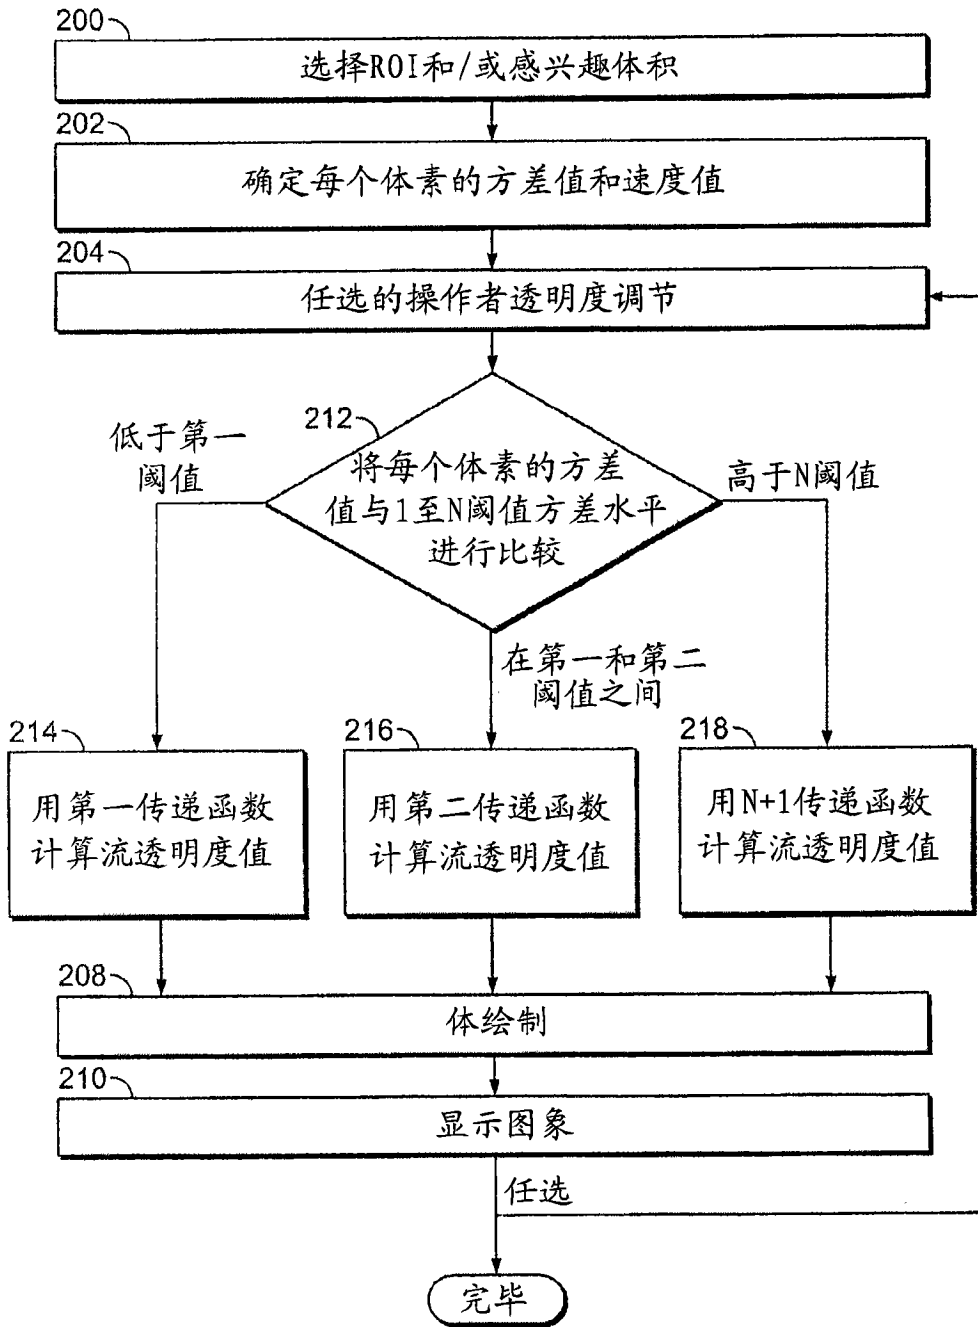 200
选择ROI和/或感兴趣体积
202
确定每个体素的方差值和速度值
204
任选的操作者透明度调节
212
低于第一
阈值
将每个体素的方差
值与1至N阈值方差水平
进行比较
高于N阈值
在第一和第二
阈值之间
214
用第一传递函数
计算流透明度值
216
用第二传递函数
计算流透明度值
218
用N+1传递函数
计算流透明度值
208
体绘制
210
显示图象
任选
完毕